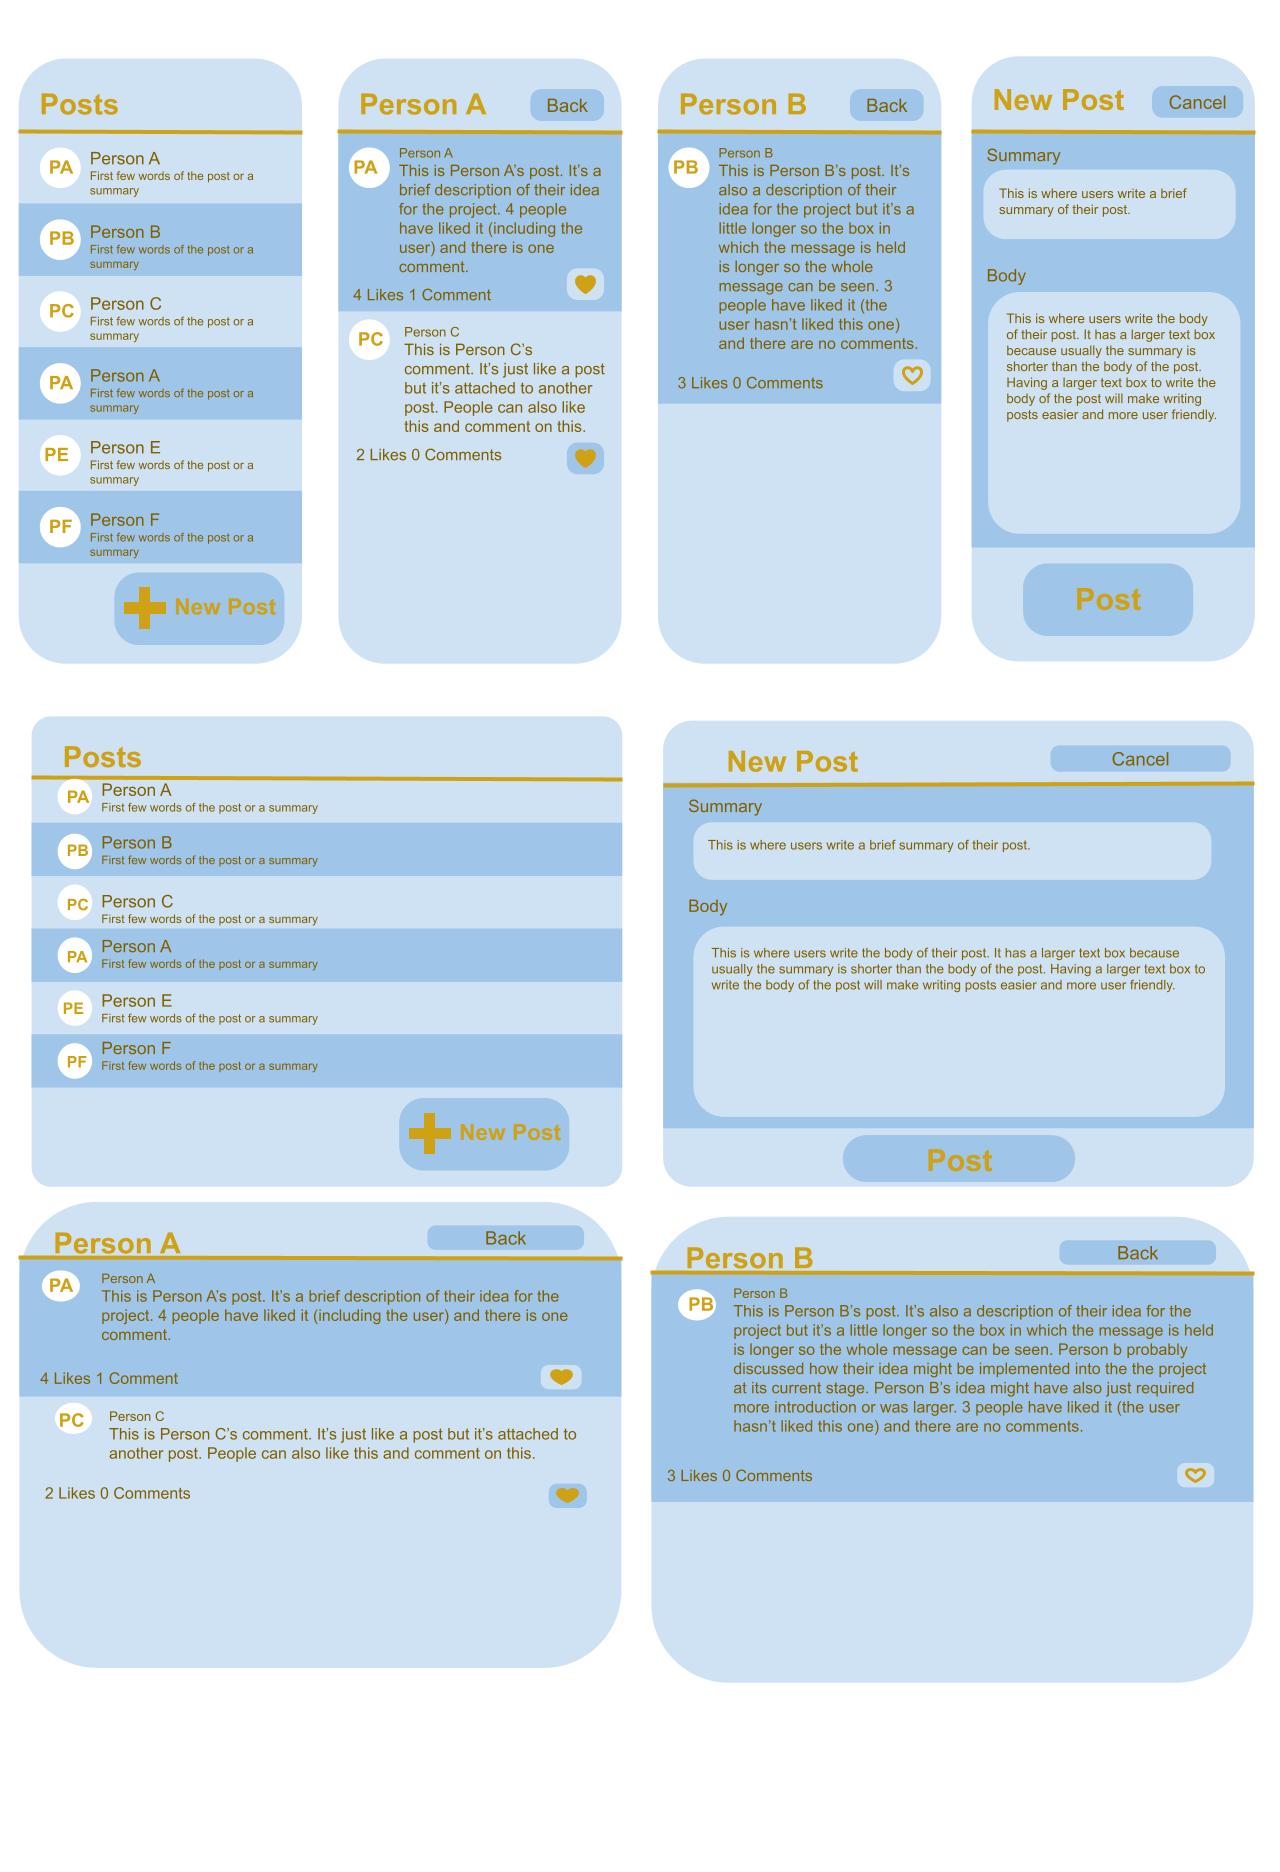 Posts
PA
Person A
First few words of the post or a
summary
PB
Person B
First few words of the post or a
summary
PC
Person C
First few words of the post or a
summary
PA
Person A
First few words of the post or a
summary
PE
Person E
First few words of the post or a
summary
PF
Person F
First few words of the post or a
summary
New Post
Person A
Back
PA
Person A
This is Person A’s post. It’s a
brief description of their idea
for the project. 4 people
have liked it (including the
user) and there is one
comment.
4 Likes 1 Comment
PC
Person C
This is Person C’s
comment. It’s just like a post
but it’s attached to another
post. People can also like
this and comment on this.
2 Likes 0 Comments
Person B
Back
PB
Person B
This is Person B’s post. It’s
also a description of their
idea for the project but it’s a
little longer so the box in
which the message is held
is longer so the whole
message can be seen. 3
people have liked it (the
user hasn’t liked this one)
and there are no comments.
3 Likes 0 Comments
New Post
Cancel
Summary
This is where users write a brief
summary of their post.
Body
This is where users write the body
of their post. It has a larger text box
because usually the summary is
shorter than the body of the post.
Having a larger text box to write the
body of the post will make writing
posts easier and more user friendly.
Post
Posts
PA
Person A
First few words of the post or a summary
PB
Person B
First few words of the post or a summary
PC
Person C
First few words of the post or a summary
PA
Person A
First few words of the post or a summary
PE
Person E
First few words of the post or a summary
PF
Person F
First few words of the post or a summary
New Post
New Post
Cancel
Summary
This is where users write a brief summary of their post.
Body
This is where users write the body of their post. It has a larger text box because
usually the summary is shorter than the body of the post. Having a larger text box to
write the body of the post will make writing posts easier and more user friendly.
Post
Person A
Back
PA
Person A
This is Person A’s post. It’s a brief description of their idea for the
project. 4 people have liked it (including the user) and there is one
comment.
4 Likes 1 Comment
PC
Person C
This is Person C’s comment. It’s just like a post but it’s attached to
another post. People can also like this and comment on this.
2 Likes 0 Comments
Person B
Back
PB
Person B
This is Person B’s post. It’s also a description of their idea for the
project but it’s a little longer so the box in which the message is held
is longer so the whole message can be seen. Person b probably
discussed how their idea might be implemented into the the project
at its current stage. Person B’s idea might have also just required
more introduction or was larger. 3 people have liked it (the user
hasn’t liked this one) and there are no comments.
3 Likes 0 Comments